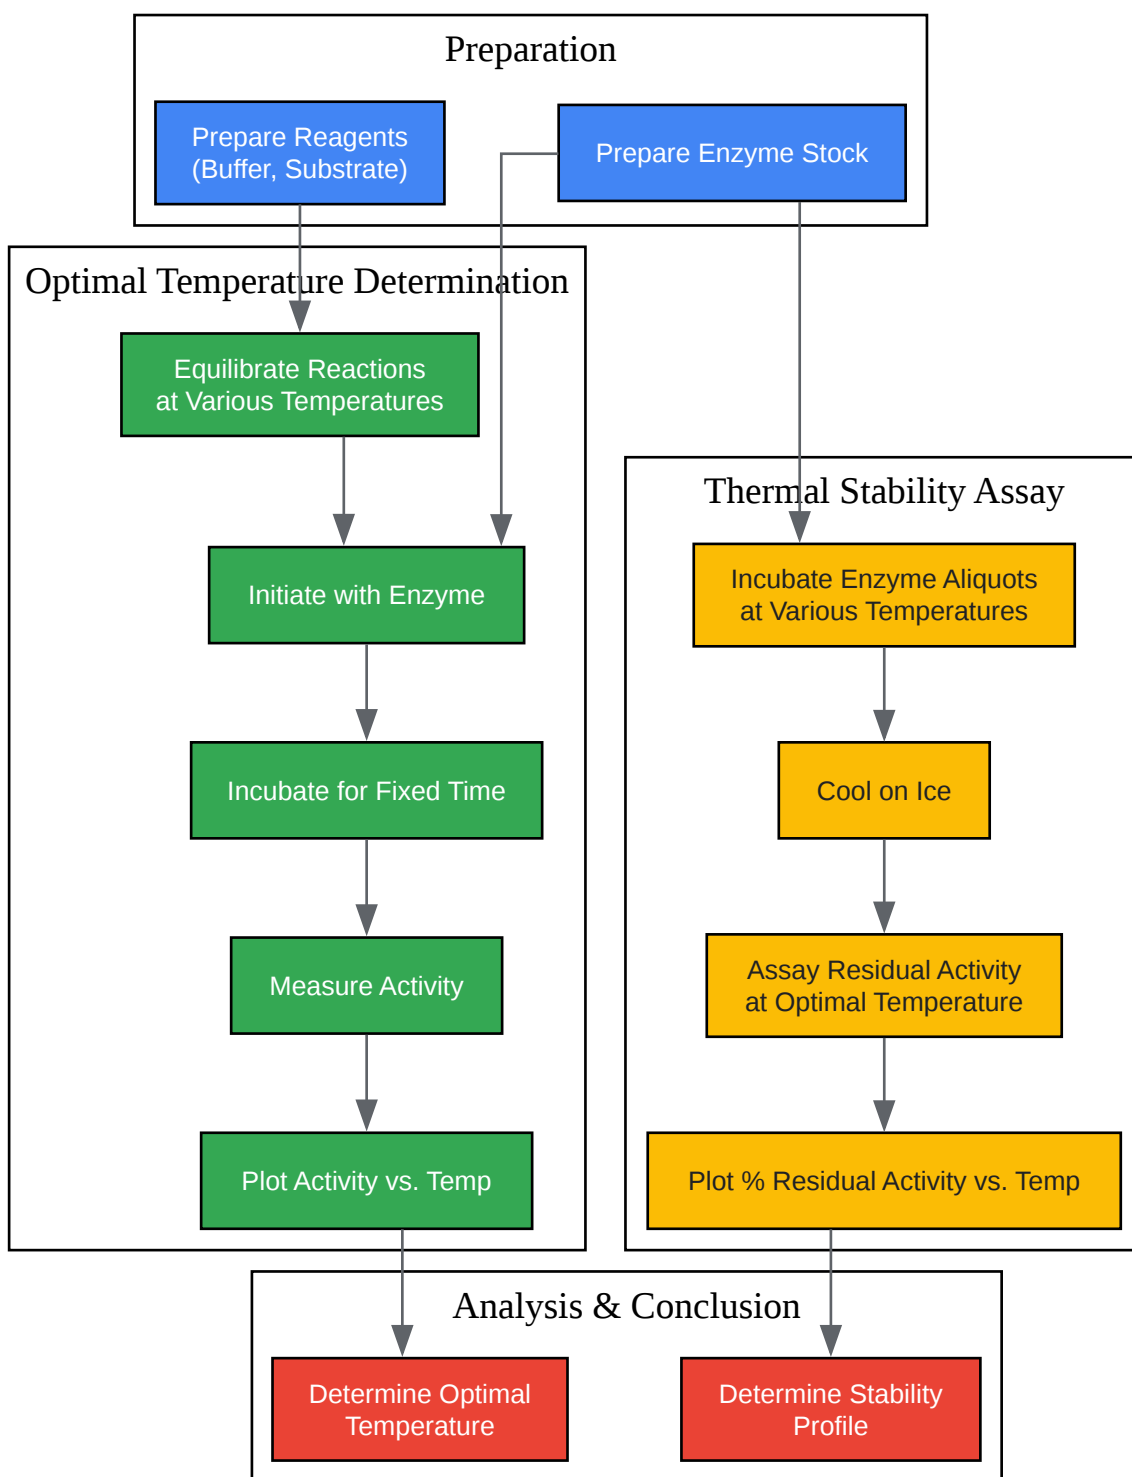 Preparation
Prepare Reagents
(Buffer, Substrate)
Prepare Enzyme Stock
Optimal Temperature Determination
Equilibrate Reactions
at Various Temperatures
Initiate with Enzyme
Incubate for Fixed Time
Measure Activity
Plot Activity vs. Temp
Thermal Stability Assay
Incubate Enzyme Aliquots
at Various Temperatures
Cool on Ice
Assay Residual Activity
at Optimal Temperature
Plot % Residual Activity vs. Temp
Analysis & Conclusion
Determine Optimal
Temperature
Determine Stability
Profile